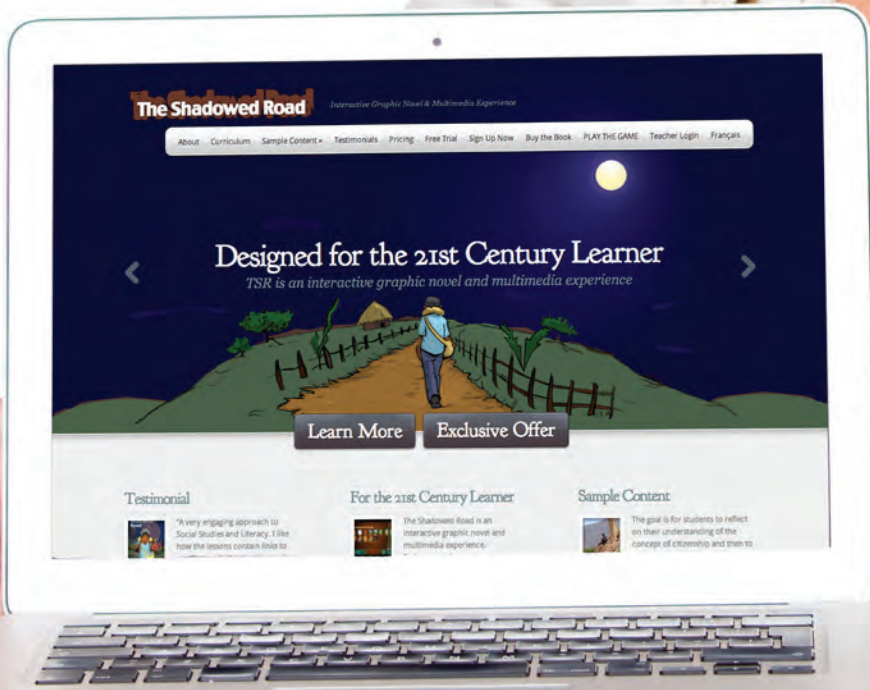 The Shadowed Road
Interactive Graphic Novel & Multimedia Experience
About Curriculum Sample Content » Testimonials Pricing Free Trial Sign Up Now Buy the Book PLAY THE GAME Teacher Login Français
Designed for the 21st Century Learner
TSR is an interactive graphic novel and multimedia experience
Learn More Exclusive Offer
Testimonial
"A very engaging approach to
Social Studies and Literacy. I like
how the lessons contain links to
For the 21st Century Learner
The Shadowed Road is an
interactive graphic novel and
multimedia experience.
Sample Content
The goal is for students to reflect
on their understanding of the
concept of citizenship and then to